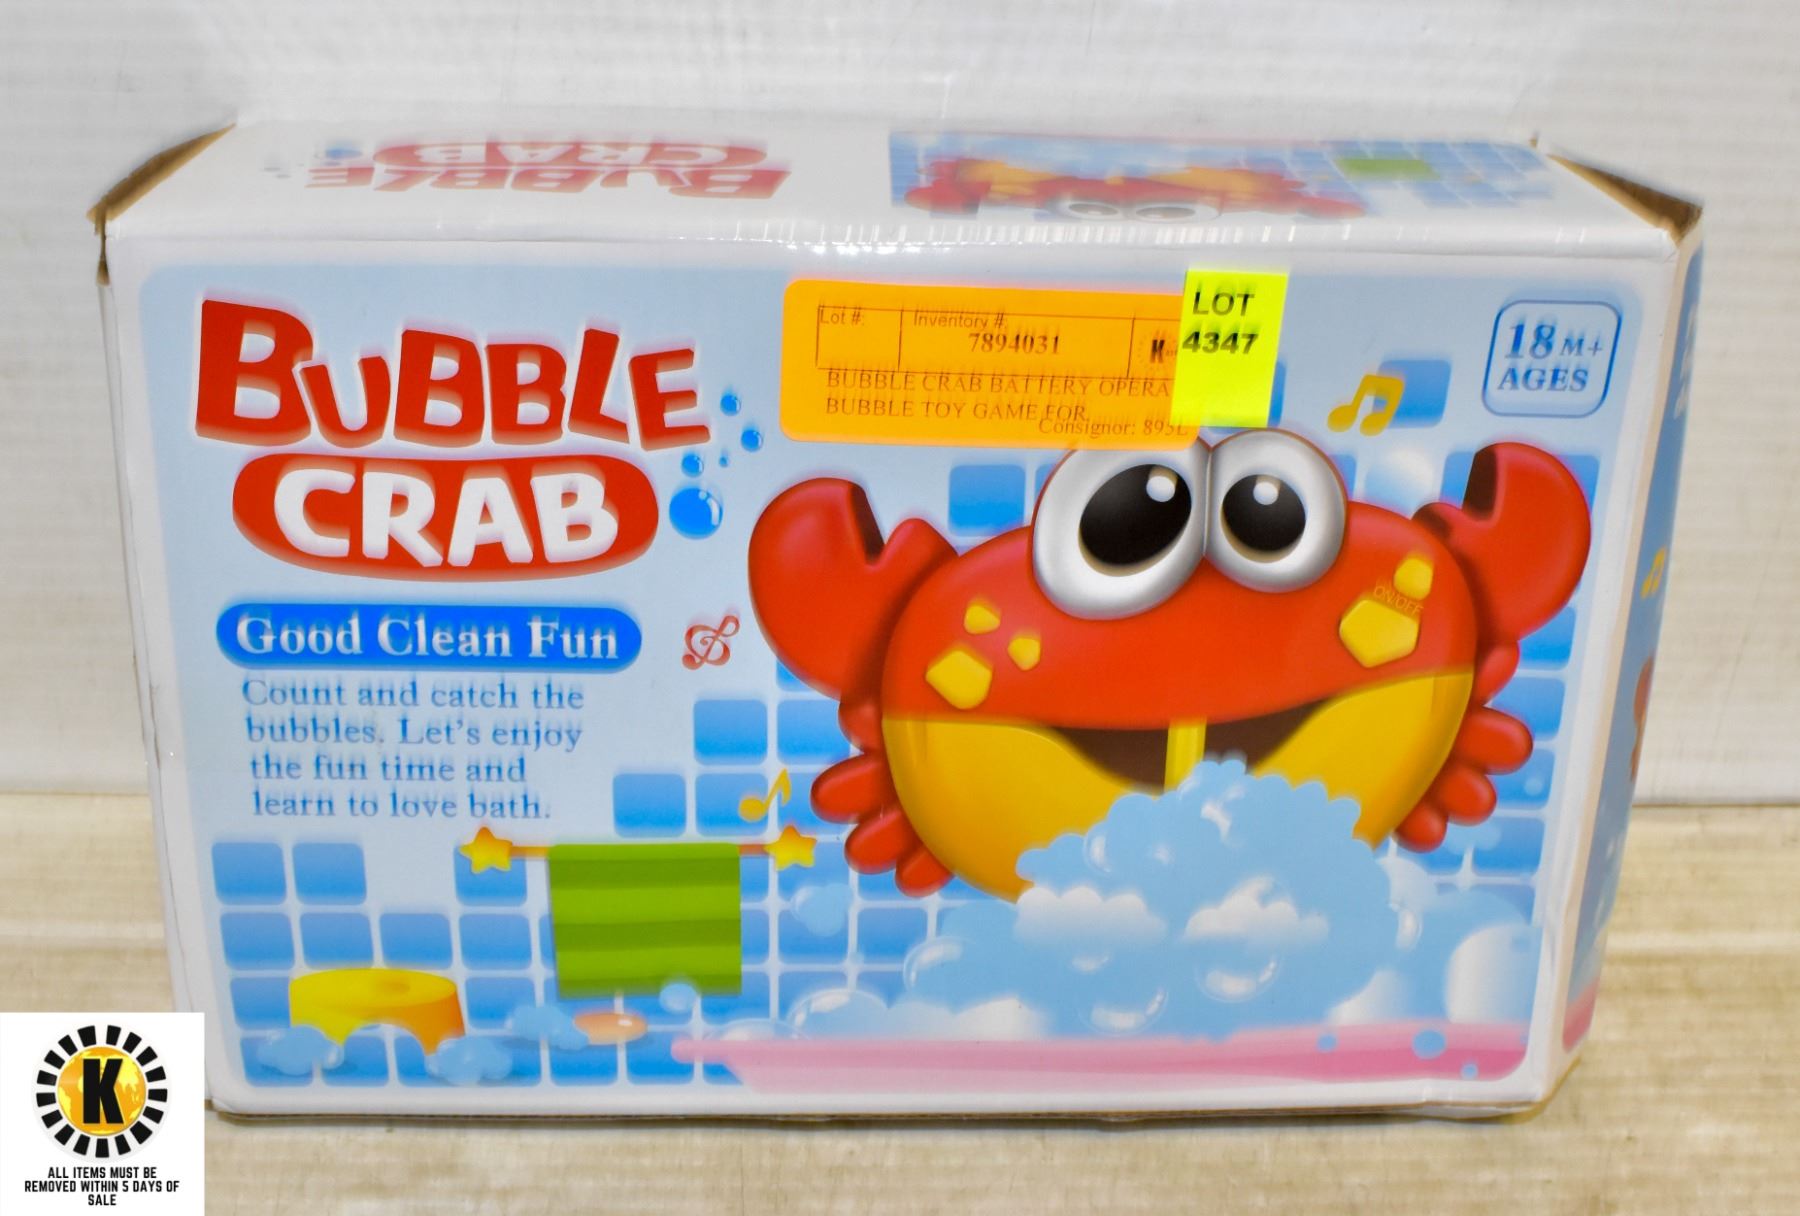 BUBBLE
CRAB
BUBBLE
CRAB
Good Clean Fun
Count and catch the
bubbles. Let's enjoy
the fun time and
learn to love bath.
Lot #:
Inventory #:
7894031
K
BUBBLE CRAB BATTERY OPERA
BUBBLE TOY GAME FOR
Consignor:
LOT
4347
18 M+
AGES
ON/OFF
K
ALL ITEMS MUST BE
REMOVED WITHIN 5 DAYS OF
SALE